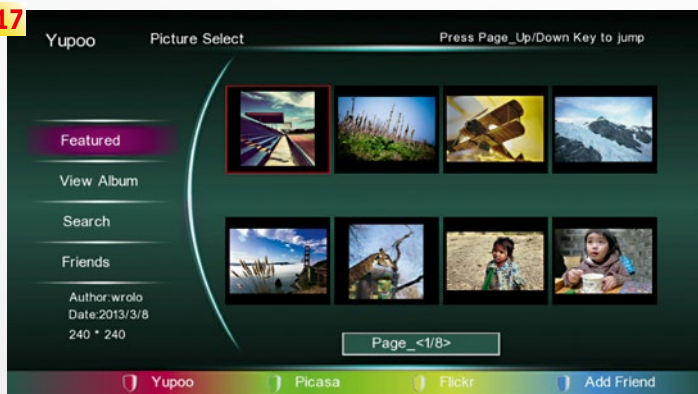 17
Yupoo Picture Select Press Page_Up/Down Key to jump
Featured
View Album
Search
Friends
Author:wrolo
Date:2013/3/8
240 * 240
Page_<1/8>
Yupoo Picasa Flickr Add Friend